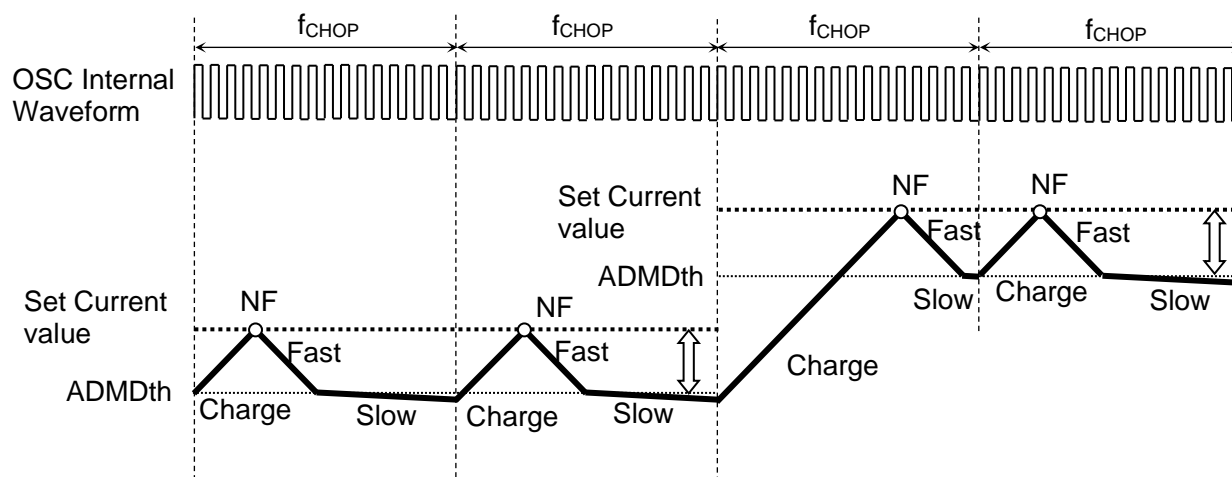 fCHOP
fCHOP
fCHOP
fCHOP
OSC Internal
Waveform
Set Current
value
NF
NF
Fast
Fast
ADMDth
Slow
Charge
Slow
Set Current
value
NF
NF
Fast
Fast
Charge
ADMDth
Charge
Slow
Charge
Slow